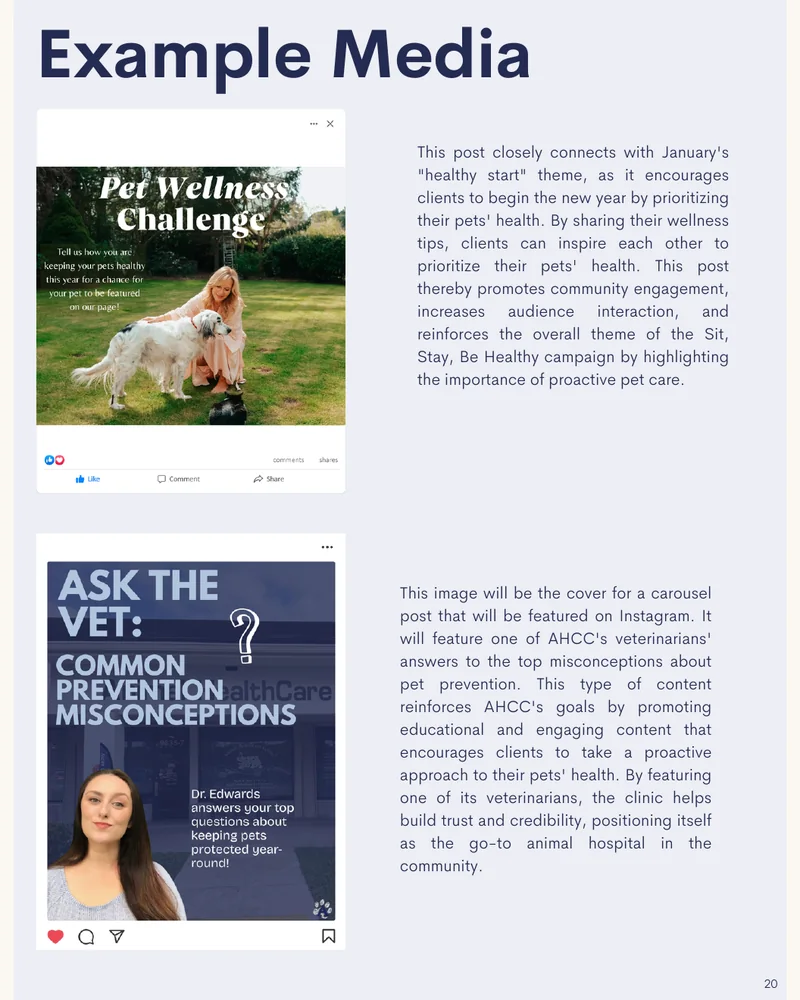 Example Media
Pet Wellness
Challenge
Tell us how you are
keeping your pets healthy
this year for a chance for
your pet to be featured
on our page!
comments shares
Like Comment Share
This post closely connects with January's
"healthy start" theme, as it encourages
clients to begin the new year by prioritizing
their pets' health. By sharing their wellness
tips, clients can inspire each other to
prioritize their pets' health. This post
thereby promotes community engagement,
increases audience interaction, and
reinforces the overall theme of the Sit,
Stay, Be Healthy campaign by highlighting
the importance of proactive pet care.
ASK THE
VET:
?
COMMON
PREVENTION
MISCONCEPTIONS
ealthCare
Dr. Edwards
answers your top
questions about
keeping pets
protected year-
round!
This image will be the cover for a carousel
post that will be featured on Instagram. It
will feature one of AHCC's veterinarians'
answers to the top misconceptions about
pet prevention. This type of content
reinforces AHCC's goals by promoting
educational and engaging content that
encourages clients to take a proactive
approach to their pets' health. By featuring
one of its veterinarians, the clinic helps
build trust and credibility, positioning itself
as the go-to animal hospital in the
community.
20